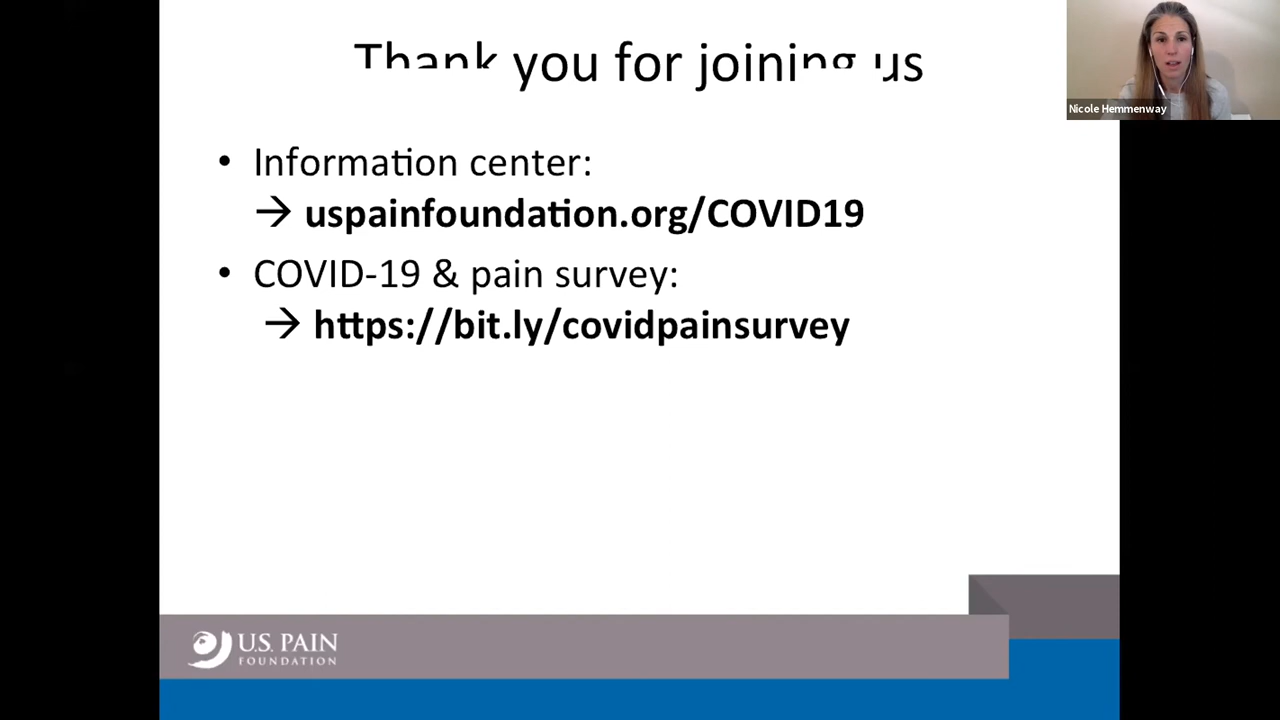 Thank you for joining us
Nicole Hemmenway
• Information center:
→ uspainfoundation.org/COVID19
• COVID-19 & pain survey:
→ https://bit.ly/covidpainsurvey
U.S. PAIN
FOUNDATION